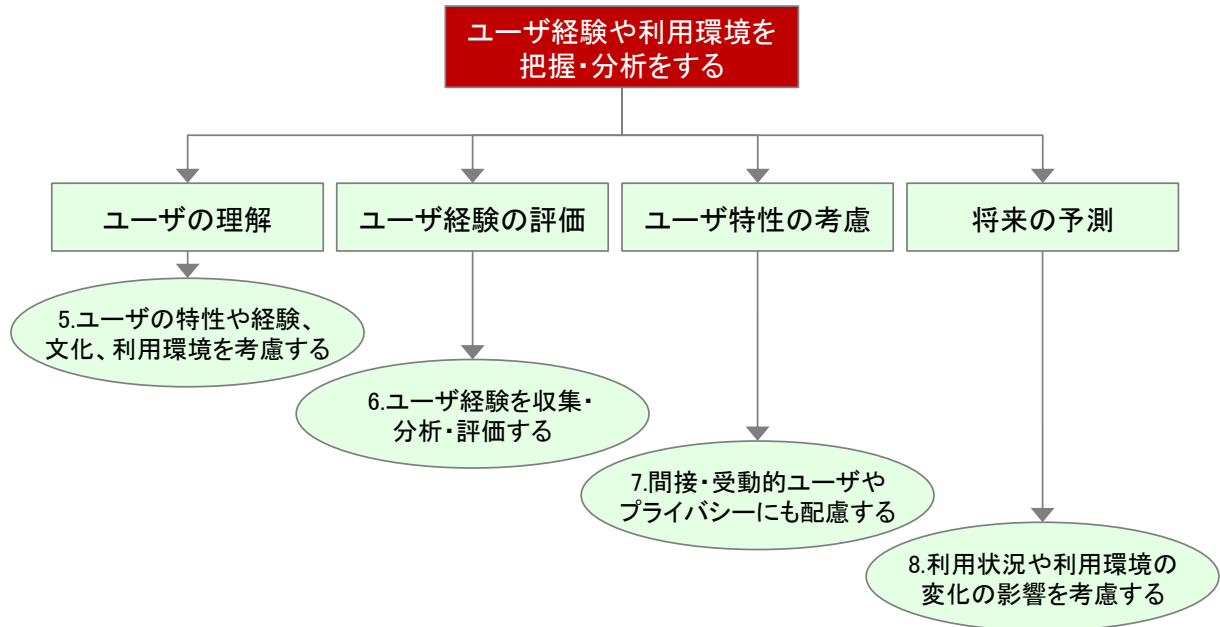 ユーザ経験や利用環境を
把握・分析をする
ユーザの理解
ユーザ経験の評価
ユーザ特性の考慮
将来の予測
5.ユーザの特性や経験、
文化、利用環境を考慮する
6.ユーザ経験を収集・
分析・評価する
7.間接・受動的ユーザや
プライバシーにも配慮する
8.利用状況や利用環境の
変化の影響を考慮する